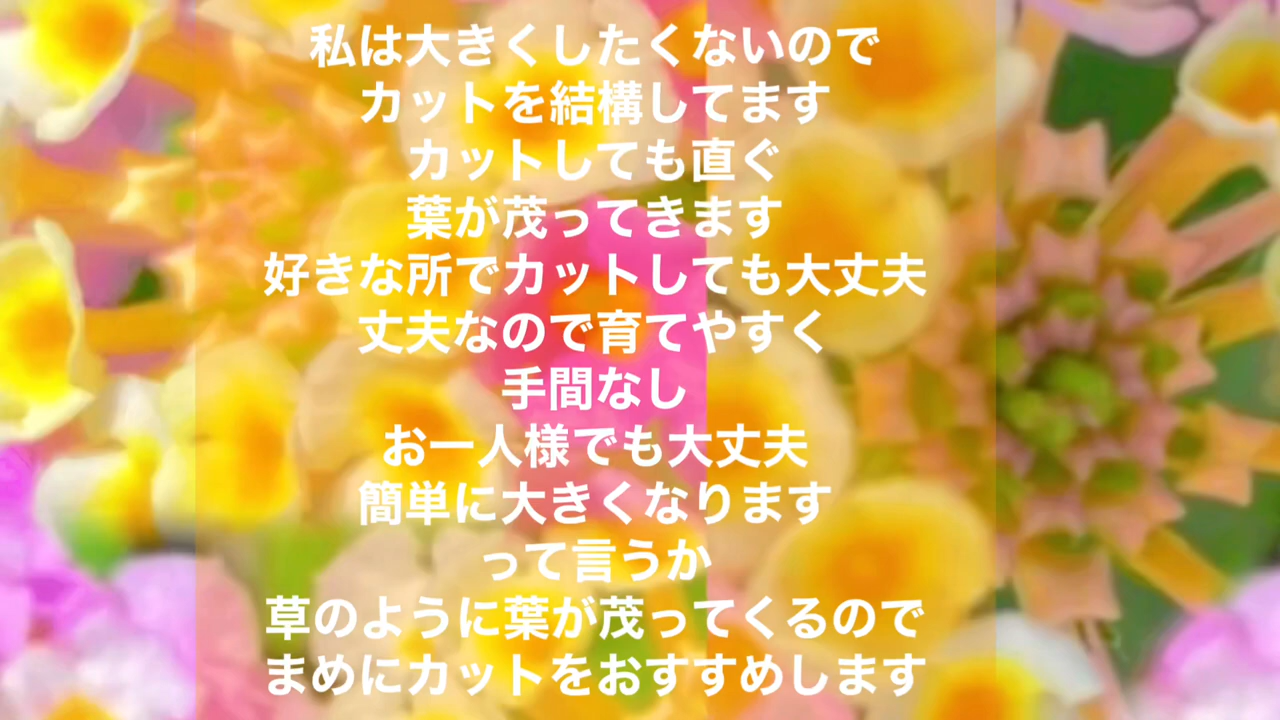 私は大きくしたくないので
カットを結構してます
カットしても直ぐ
葉が茂ってきます
好きな所でカットしても大丈夫
丈夫なので育てやすく
手間なし
お一人様でも大丈夫
簡単に大きくなります
って言うか
草のように葉が茂ってくるので
まめにカットをおすすめします